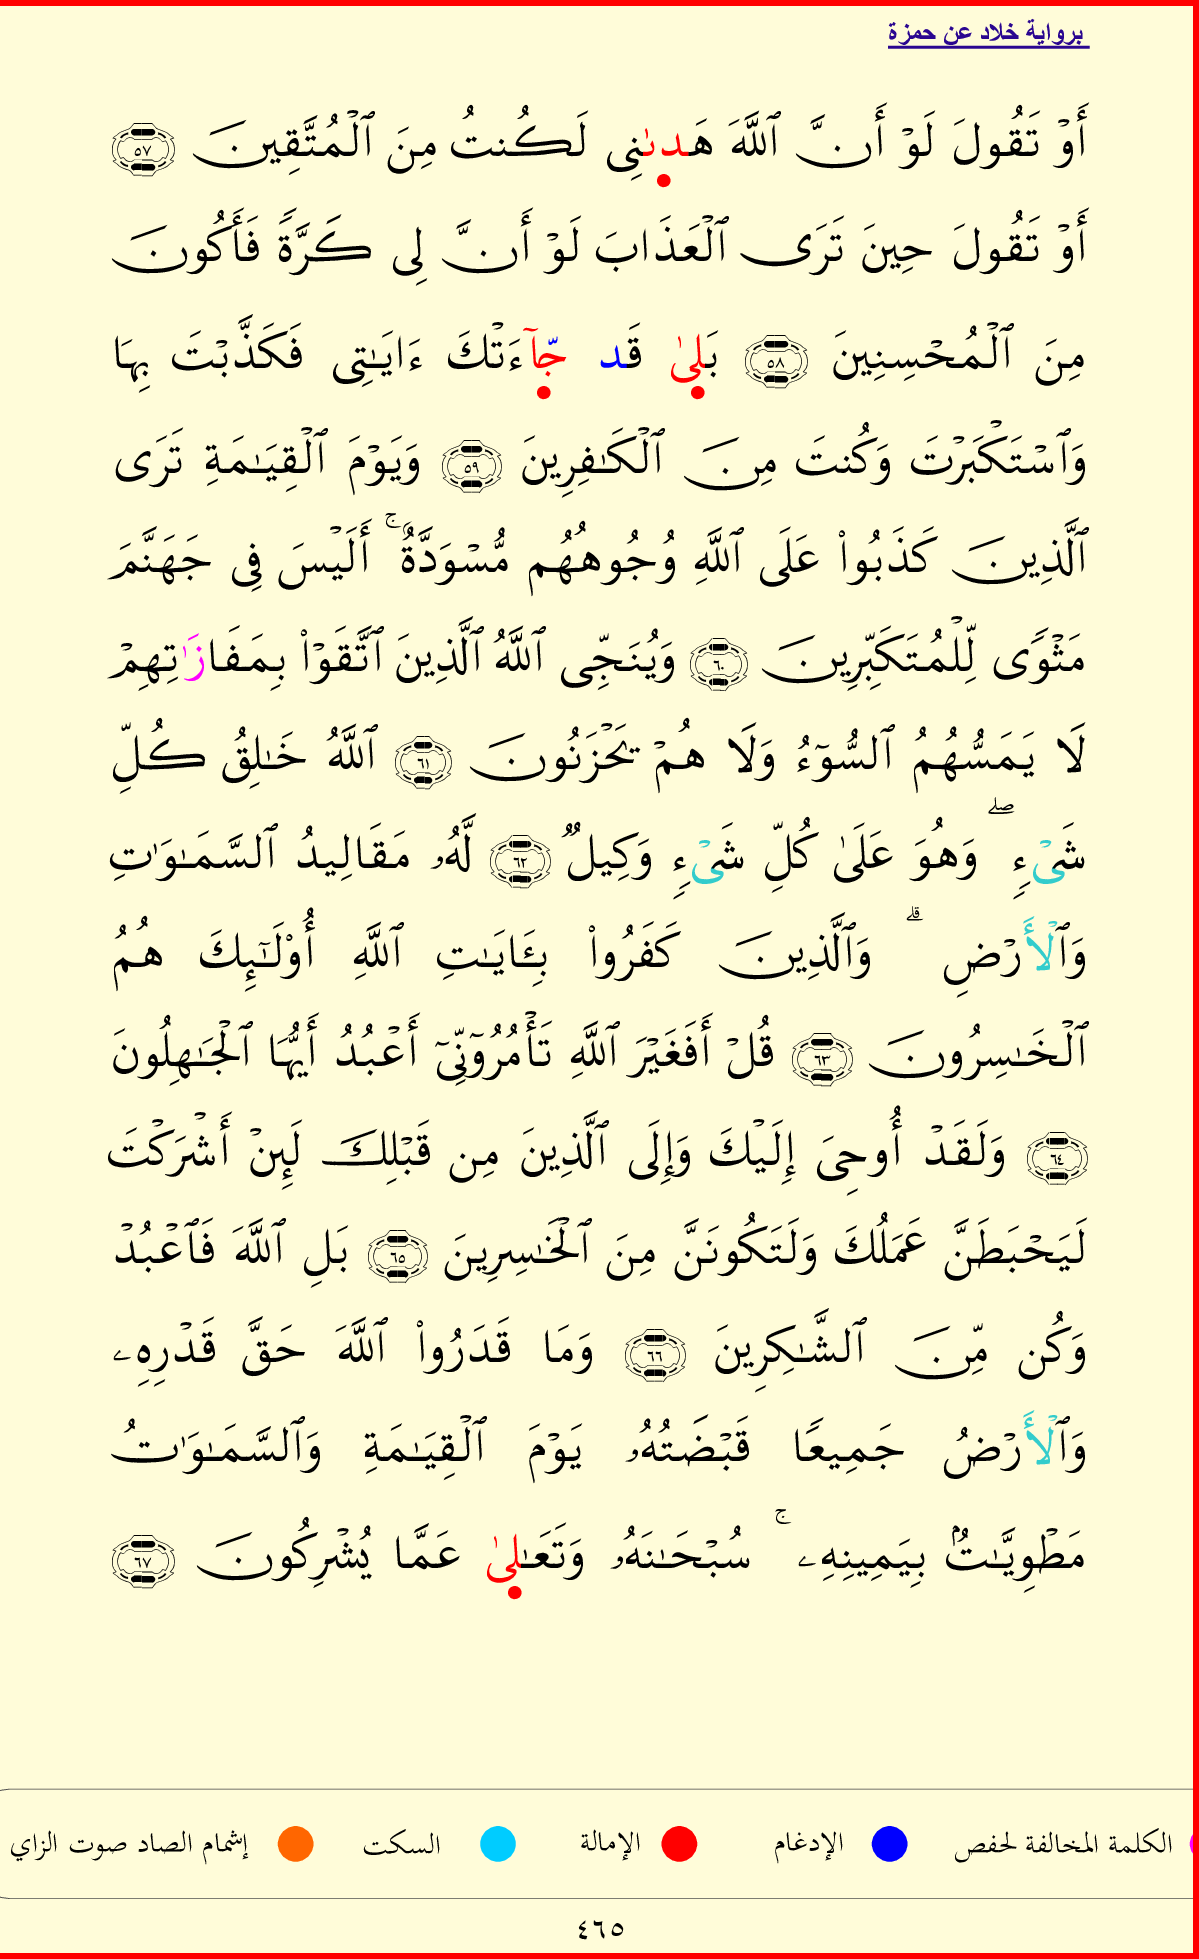 برواية خلاد عن حمزة
أَوۡ تَقُولَ لَوۡ أَنَّ ٱللَّهَ هَدىٰنِى لَكُنتُ مِنَ ٱلۡمُتَّقِينَ ٥٧
أَوۡ تَقُولَ حِينَ تَرَى ٱلۡعَذَابَ لَوۡ أَنَّ لِى كَرَّةً فَأَكُونَ
مِنَ ٱلۡمُحۡسِنِينَ ٥٨ بَلىٰ قَد جّآءَتۡكَ ءَايَـٰتِى فَكَذَّبۡتَ بِهَا
وَٱسۡتَكۡبَرۡتَ وَكُنتَ مِنَ ٱلۡكَـٰفِرِينَ ٥٩ وَيَوۡمَ ٱلۡقِيَـٰمَةِ تَرَى
ٱلَّذِينَ كَذَبُواْ عَلَى ٱللَّهِ وُجُوهُهُم مُّسۡوَدَّةٌ ۚ أَلَيۡسَ فِى جَهَنَّمَ
مَثۡوًى لِّلۡمُتَكَبِّرِينَ ٦٠ وَيُنَجِّى ٱللَّهُ ٱلَّذِينَ ٱتَّقَوۡاْ بِمَفَازَٰتِهِمۡ
لَا يَمَسُّهُمُ ٱلسُّوٓءُ وَلَا هُمۡ يَحۡزَنُونَ ٦١ ٱللَّهُ خَـٰلِقُ كُلِّ
شَىۡءٍ ۖ وَهُوَ عَلَىٰ كُلِّ شَىۡءٍ وَكِيلٌ ٦٢ لَّهُۥ مَقَالِيدُ ٱلسَّمَـٰوَٰتِ
وَٱلۡأَرۡضِ ۗ وَٱلَّذِينَ كَفَرُواْ بِـَٔايَـٰتِ ٱللَّهِ أُوْلَـٰٓئِكَ هُمُ
ٱلۡخَـٰسِرُونَ ٦٣ قُلۡ أَفَغَيۡرَ ٱللَّهِ تَأۡمُرُوٓنِّىٓ أَعۡبُدُ أَيُّهَا ٱلۡجَـٰهِلُونَ
٦٤ وَلَقَدۡ أُوحِىَ إِلَيۡكَ وَإِلَى ٱلَّذِينَ مِن قَبۡلِكَ لَئِنۡ أَشۡرَكۡتَ
لَيَحۡبَطَنَّ عَمَلُكَ وَلَتَكُونَنَّ مِنَ ٱلۡخَـٰسِرِينَ ٦٥ بَلِ ٱللَّهَ فَٱعۡبُدۡ
وَكُن مِّنَ ٱلشَّـٰكِرِينَ ٦٦ وَمَا قَدَرُواْ ٱللَّهَ حَقَّ قَدۡرِهِۦ
وَٱلۡأَرۡضُ جَمِيعًا قَبۡضَتُهُۥ يَوۡمَ ٱلۡقِيَـٰمَةِ وَٱلسَّمَـٰوَٰتُ
مَطۡوِيَّـٰتٌۢ بِيَمِينِهِۦ ۚ سُبۡحَـٰنَهُۥ وَتَعَـٰلىٰ عَمَّا يُشۡرِكُونَ ٦٧
الكلمة المخالفة لحفص الإدغام الإمالة السكت إشمام الصاد صوت الزاي
٤٦٥